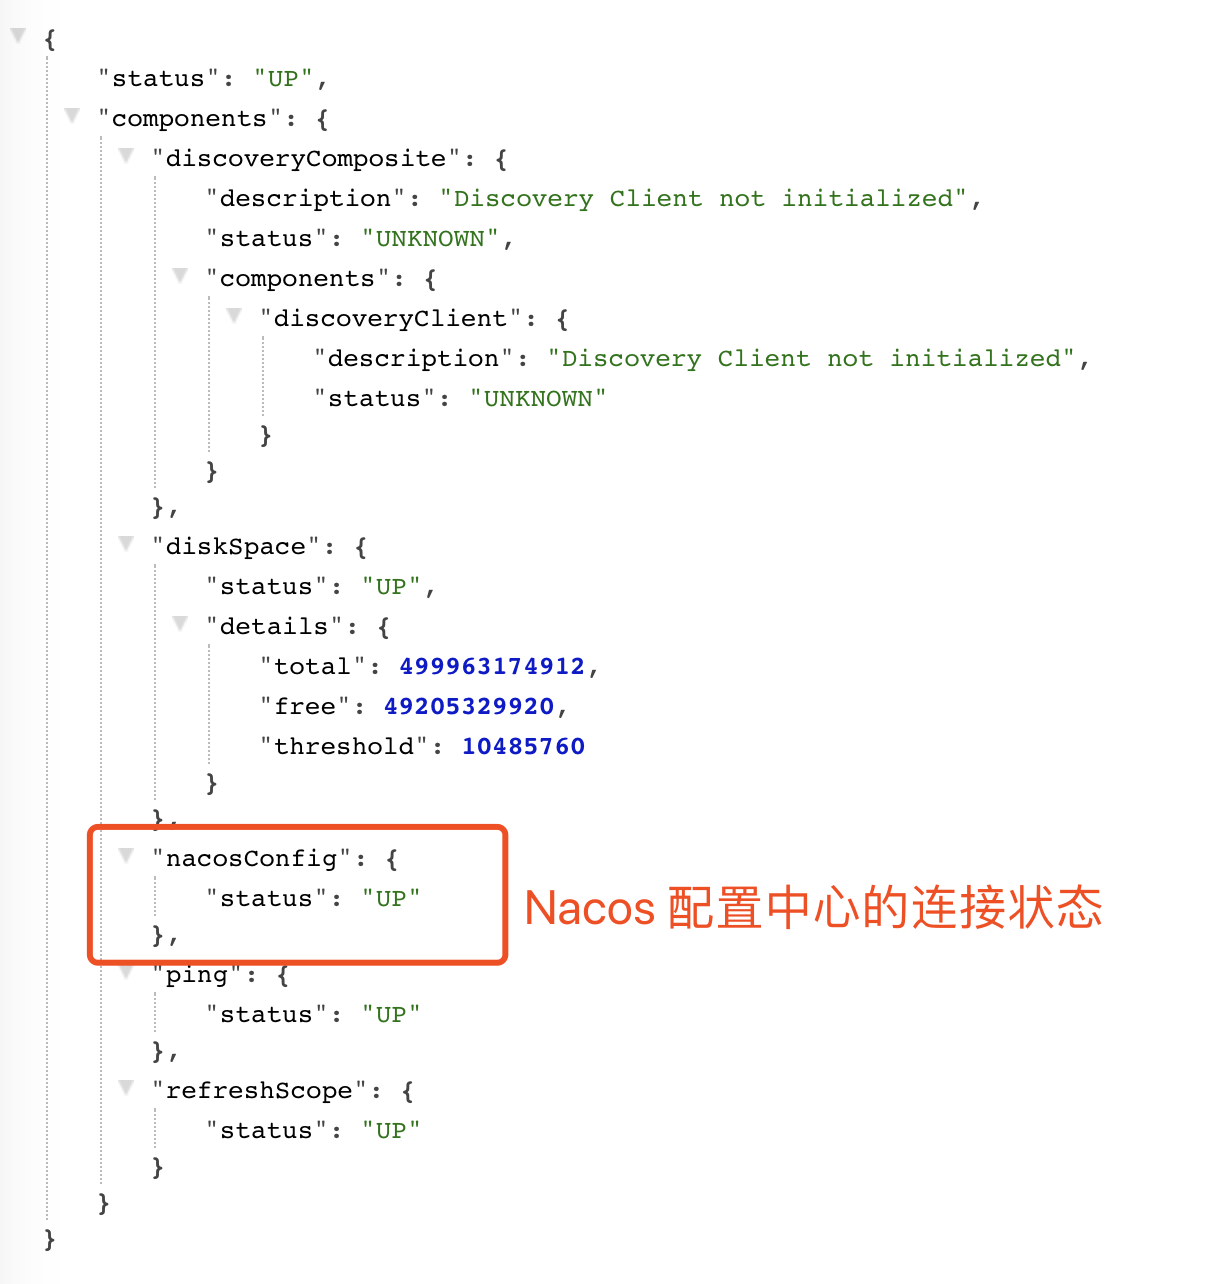 {
"status": "UP",
"components": {
"discoveryComposite": {
"description": "Discovery Client not initialized",
"status": "UNKNOWN",
"components": {
"discoveryClient": {
"description": "Discovery Client not initialized",
"status": "UNKNOWN"
}
}
},
"diskSpace": {
"status": "UP",
"details": {
"total": 499963174912,
"free": 49205329920,
"threshold": 10485760
}
},
"nacosConfig": {
"status": "UP"
Nacos 配置中心的连接状态
},
"ping": {
"status": "UP"
},
"refreshScope": {
"status": "UP"
}
}
}